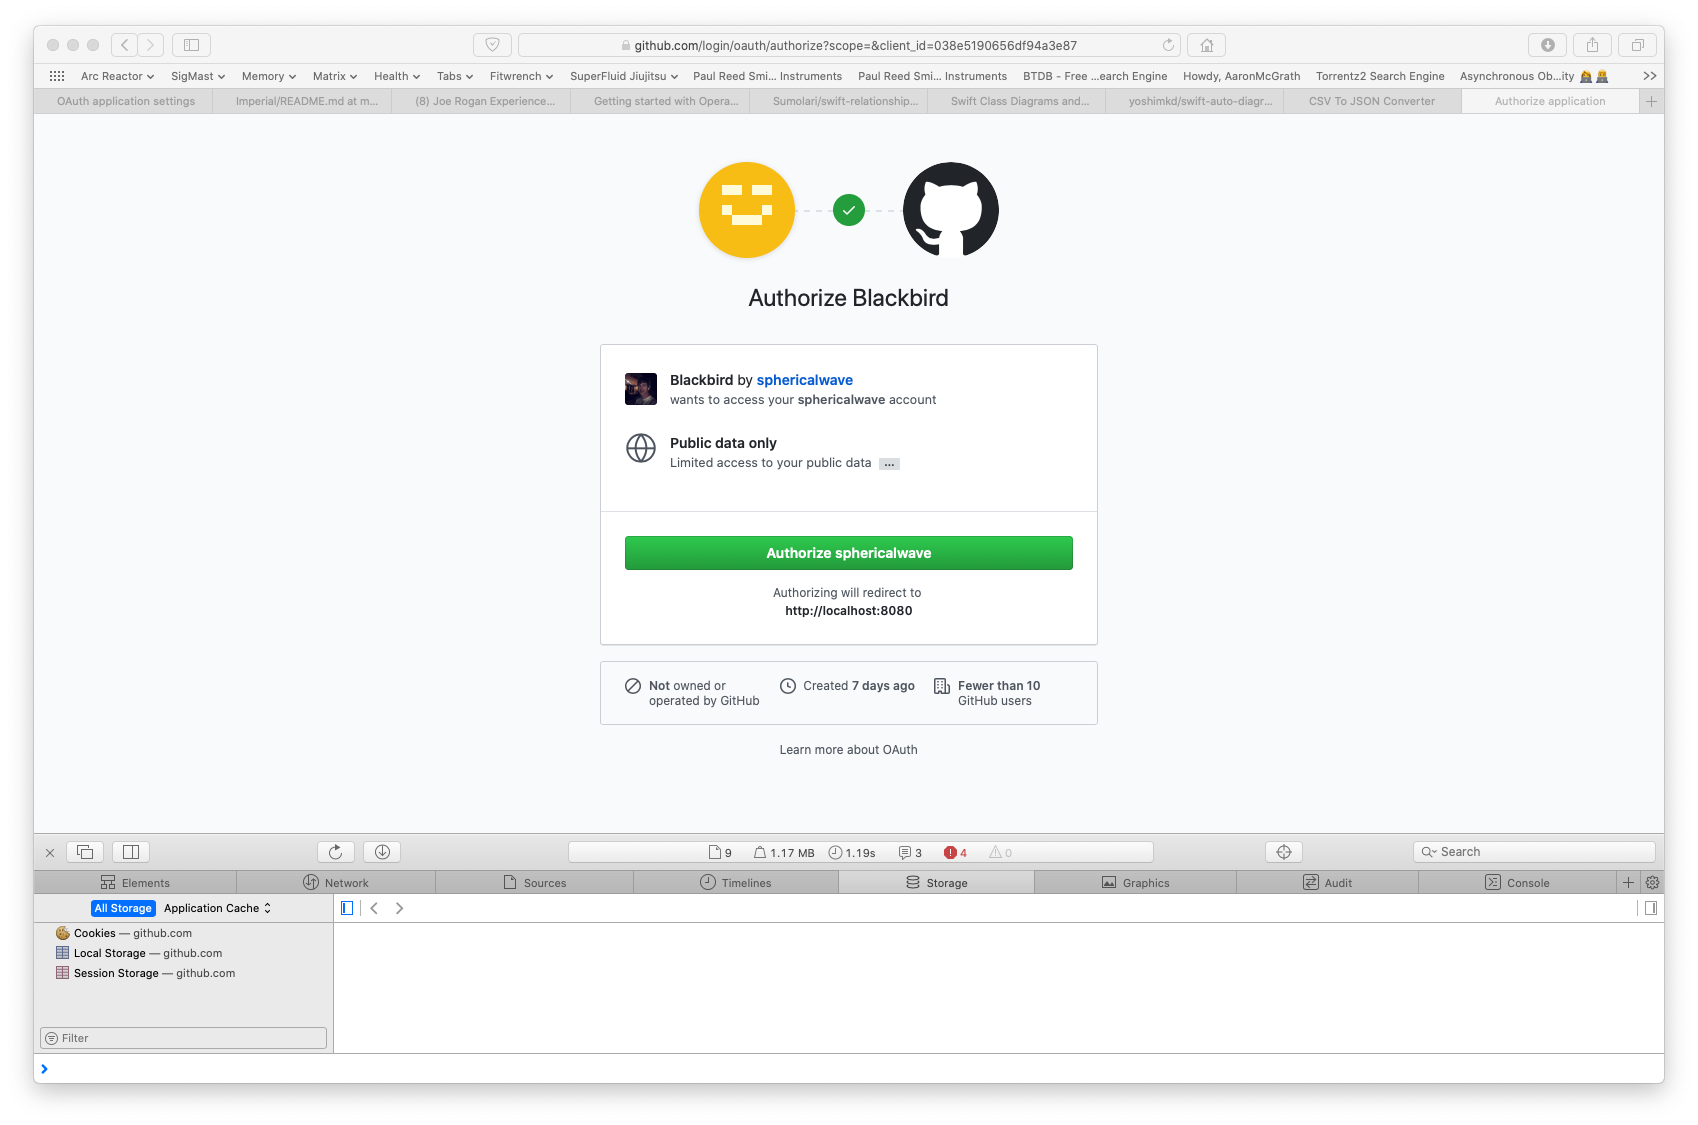 github.com/login/oauth/authorize?scope=&client_id=038e5190656df94a3e87
Arc Reactor SigMast Memory Matrix Health Tabs Fitwrench SuperFluid Jiujitsu Paul Reed Smi... Instruments Paul Reed Smi... Instruments BTDB - Free ...earch Engine Howdy, AaronMcGrath Torrentz2 Search Engine Asynchronous Ob...ity
OAuth application settings Imperial/README.md at m... (8) Joe Rogan Experience... Getting started with Opera... Sumolari/swift-relationship... Swift Class Diagrams and... yoshimkd/swift-auto-diagr... CSV To JSON Converter Authorize application
Authorize Blackbird
Blackbird by sphericalwave
wants to access your sphericalwave account
Public data only
Limited access to your public data ...
Authorize sphericalwave
Authorizing will redirect to
http://localhost:8080
Not owned or
operated by GitHub
Created 7 days ago
Fewer than 10
GitHub users
Learn more about OAuth
9 1.17 MB 1.19s 3 4 0 Search
Elements Network Sources Timelines Storage Graphics Audit Console
All Storage Application Cache
Cookies — github.com
Local Storage — github.com
Session Storage — github.com
Filter